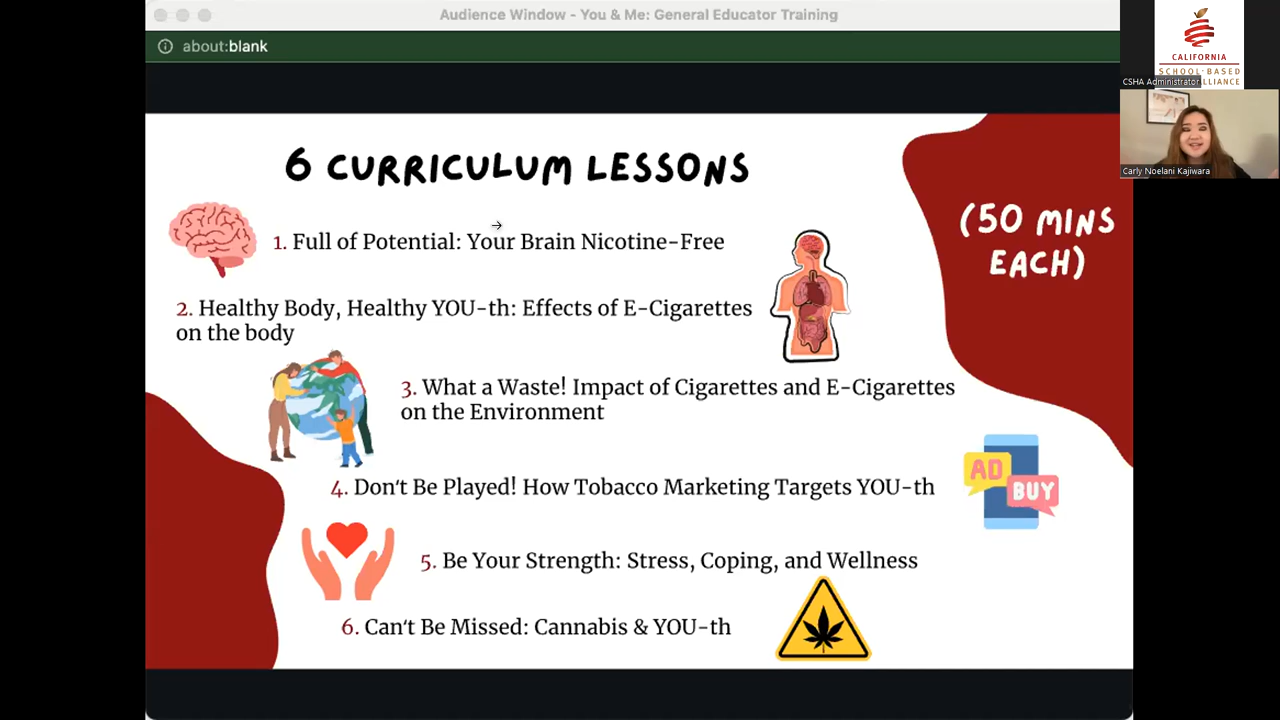 Audience Window - You & Me: General Educator Training
about:blank
CALIFORNIA
SCHOOL-BASED
CSHA Administrator
LLIANCE
Carly Noelani Kajiwara
6 CURRICULUM LESSONS
(50 MINS
EACH)
1. Full of Potential: Your Brain Nicotine-Free
2. Healthy Body, Healthy YOU-th: Effects of E-Cigarettes
on the body
3. What a Waste! Impact of Cigarettes and E-Cigarettes
on the Environment
4. Don't Be Played! How Tobacco Marketing Targets YOU-th
AD
BUY
5. Be Your Strength: Stress, Coping, and Wellness
6. Can't Be Missed: Cannabis & YOU-th